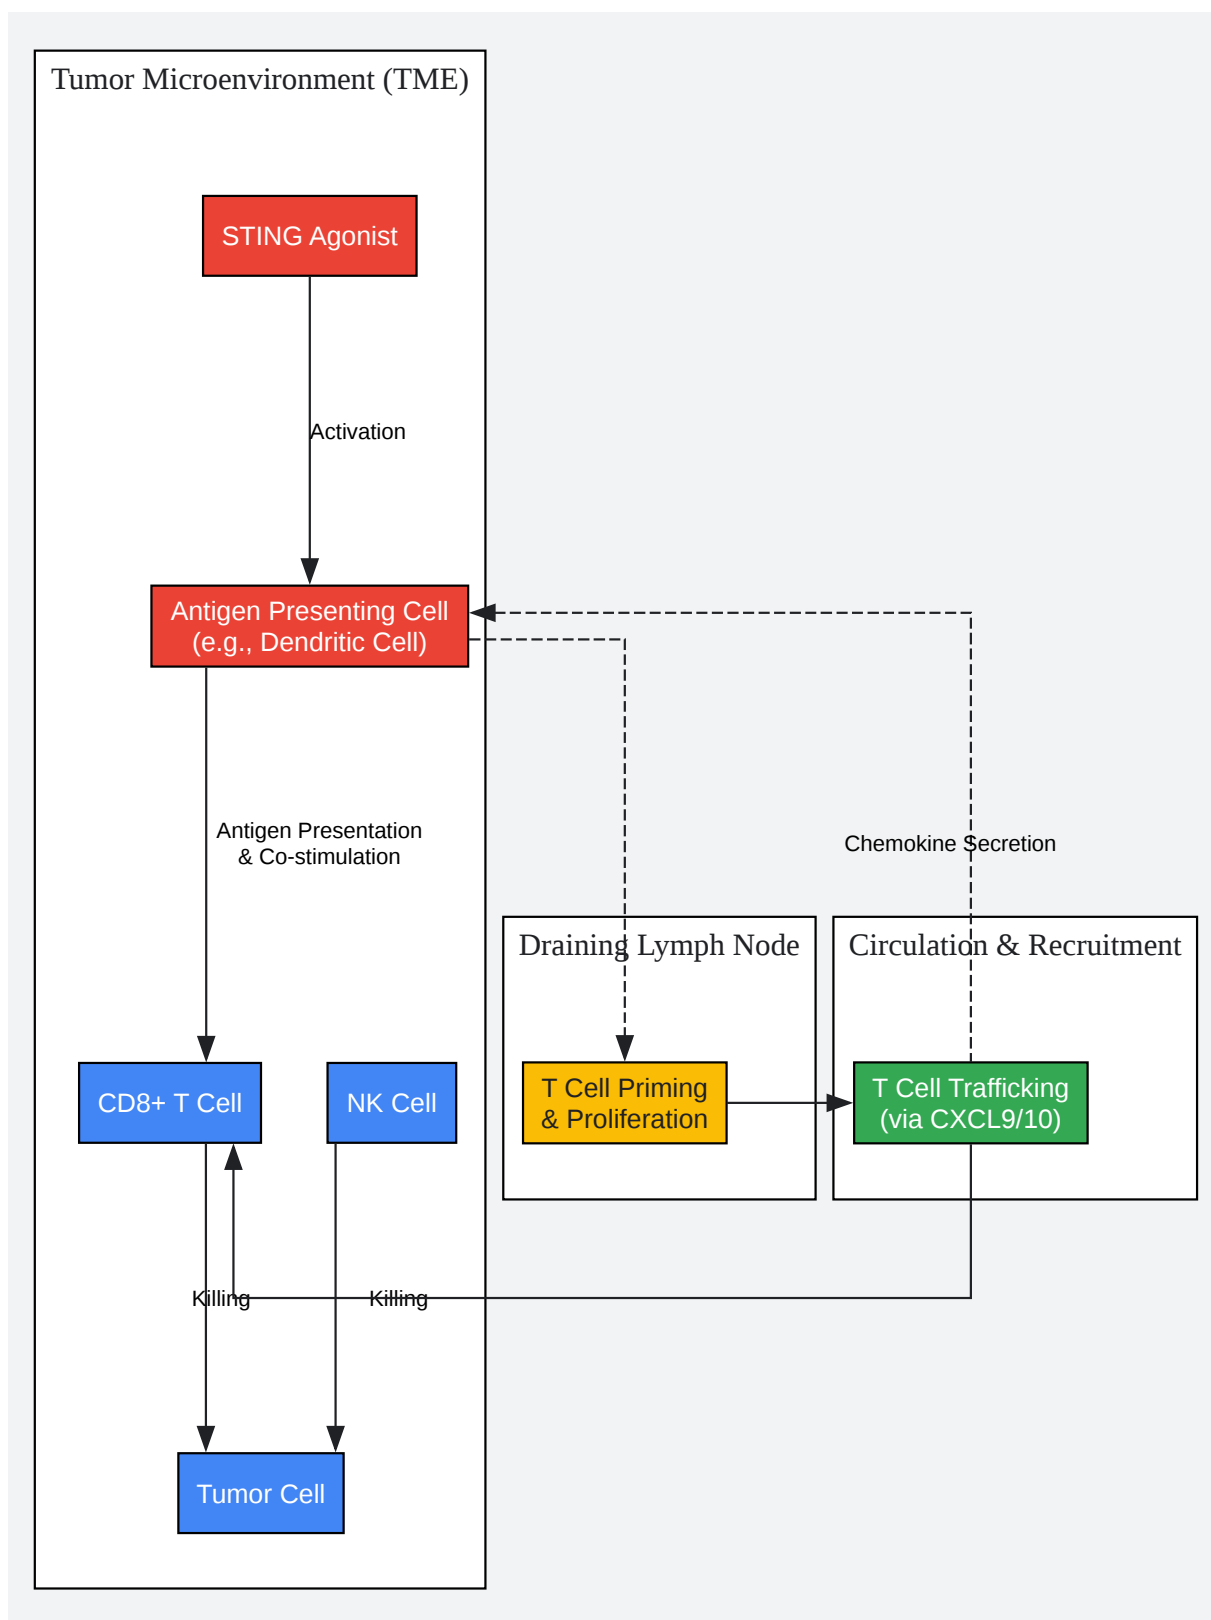 Tumor Microenvironment (TME)
STING Agonist
Activation
Antigen Presenting Cell
(e.g., Dendritic Cell)
Antigen Presentation
& Co-stimulation
Chemokine Secretion
Draining Lymph Node
Circulation & Recruitment
CD8+ T Cell
NK Cell
T Cell Priming
& Proliferation
T Cell Trafficking
(via CXCL9/10)
Killing
Killing
Tumor Cell